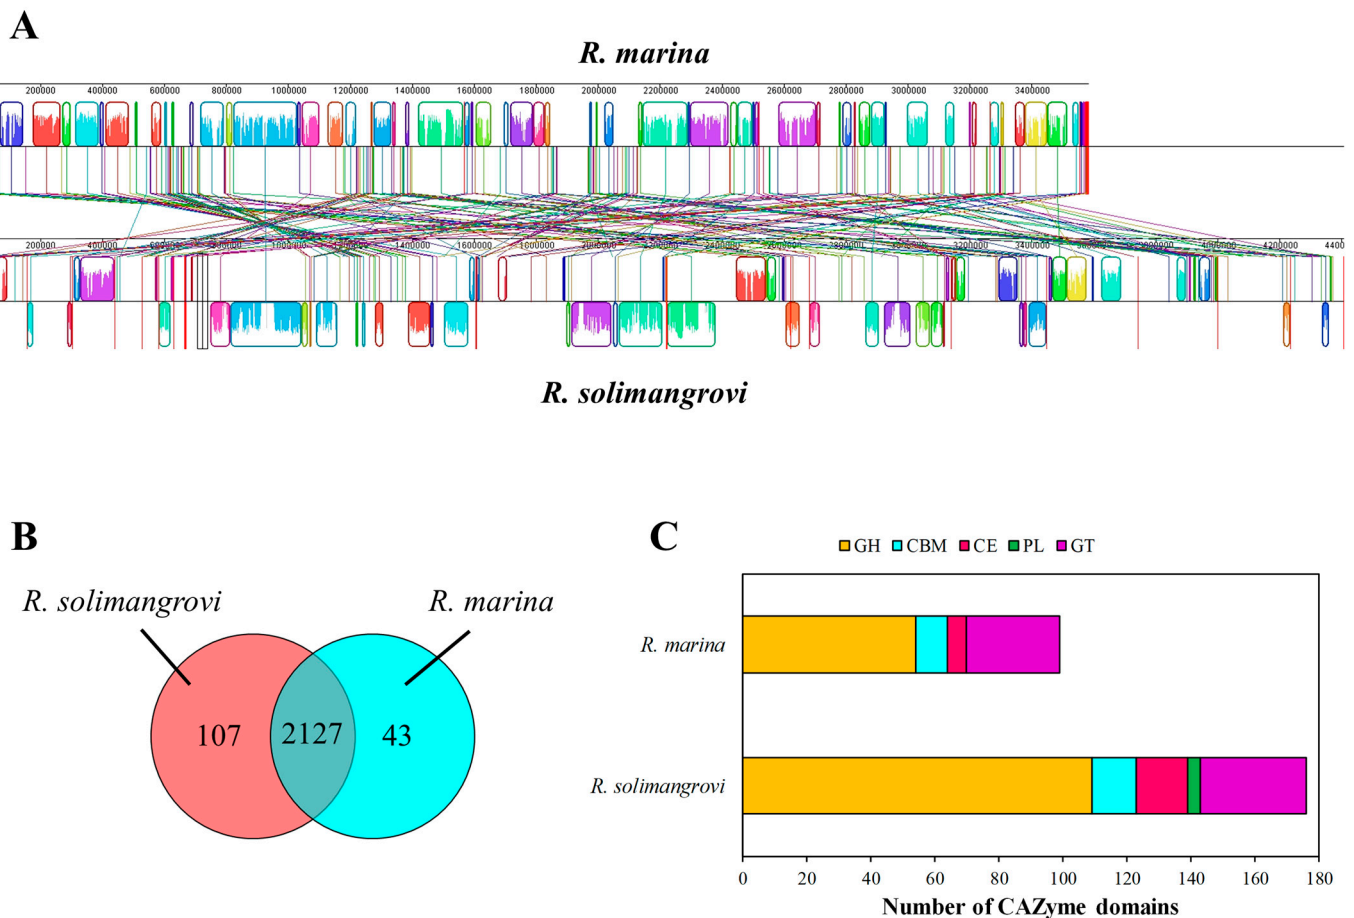 A
R. marina
200000 400000 600000 800000 1000000 1200000 1400000 1600000 1800000 2000000 2200000 2400000 2600000 2800000 3000000 3200000 3400000
200000 400000 1400000 1600000 3200000 3400000 4200000 4400
R. solimangrovi
B
R. solimangrovi
R. marina
107
2127
43
C
GH CBM CE PL GT
R. marina
R. solimangrovi
0 20 40 60 80 100 120 140 160 180
Number of CAZyme domains